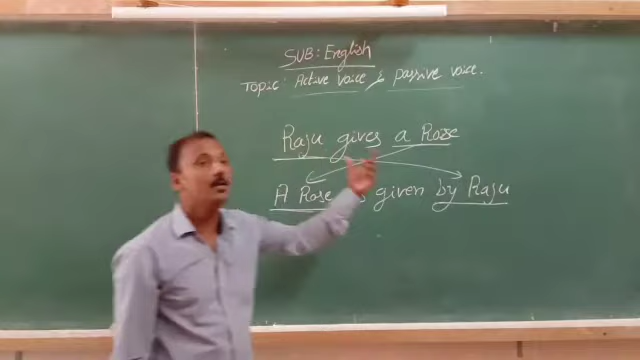 SUB: English
Topic: Active voice & passive voice.
Raju gives a Rose
A Rose is given by Raju